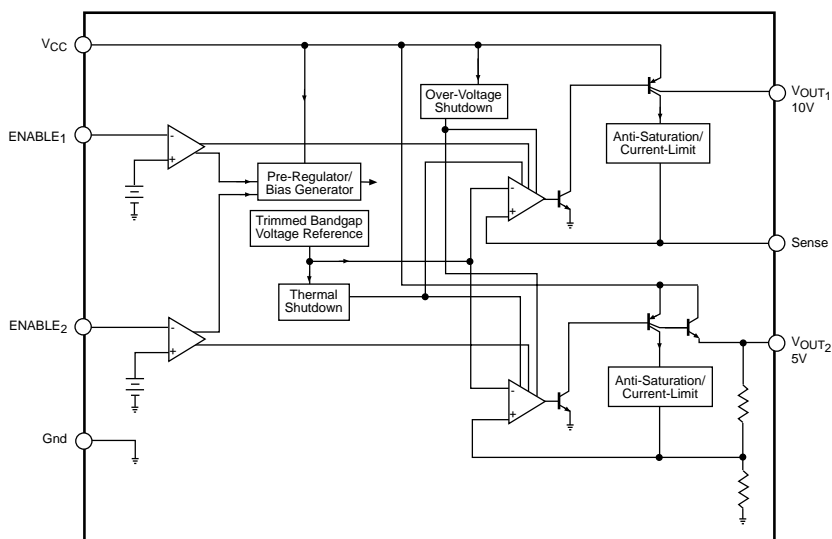 VCC
Over-Voltage
Shutdown
VOUT1
10V
ENABLE1
-
+
Anti-Saturation/
Current-Limit
Pre-Regulator/
Bias Generator
-
+
Trimmed Bandgap
Voltage Reference
Sense
Thermal
Shutdown
ENABLE2
-
+
VOUT2
5V
Anti-Saturation/
Current-Limit
-
+
Gnd